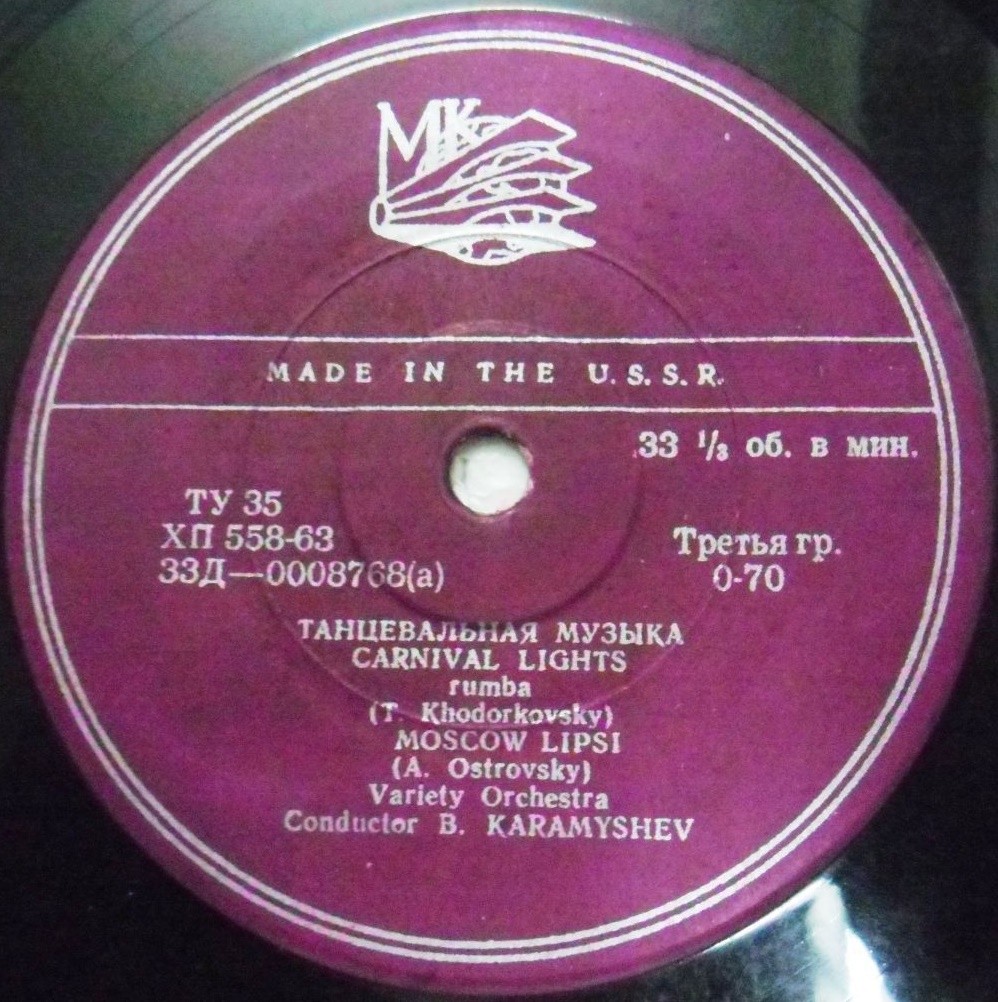 МК
MADE IN THE U.S.S.R.
33 1/3 об. в мин.
ТУ 35
ХП 558-63
33Д—0008768(а)
Третья гр.
0-70
ТАНЦЕВАЛЬНАЯ МУЗЫКА
CARNIVAL LIGHTS
rumba
(T. Khodorkovsky)
MOSCOW LIPSI
(A. Ostrovsky)
Variety Orchestra
Conductor B. KARAMYSHEV